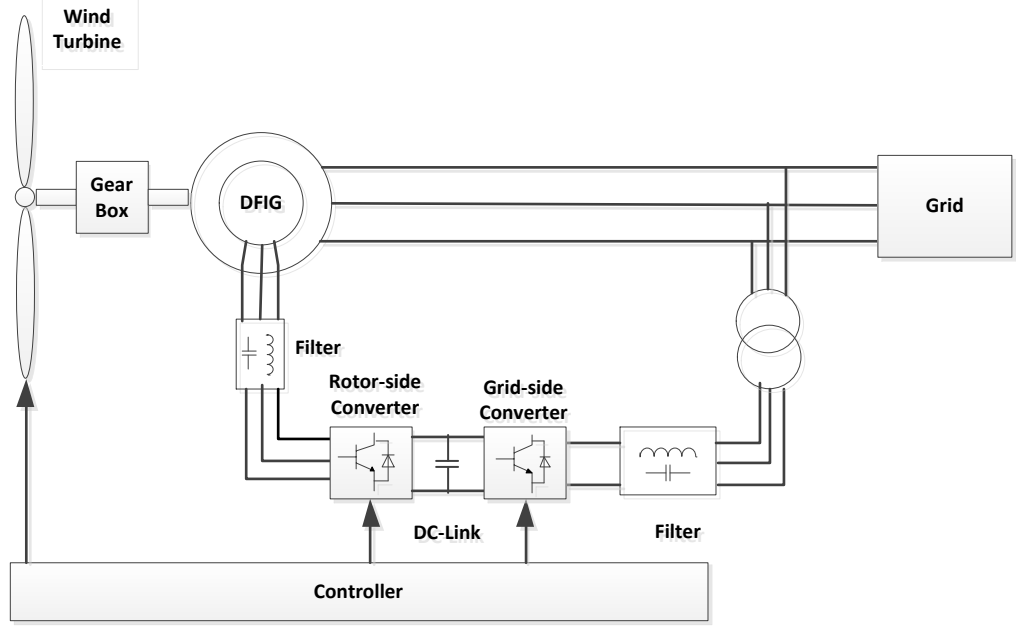 Wind
Turbine
Gear
Box
DFIG
Grid
Filter
Rotor-side
Converter
Grid-side
Converter
DC-Link
Filter
Controller